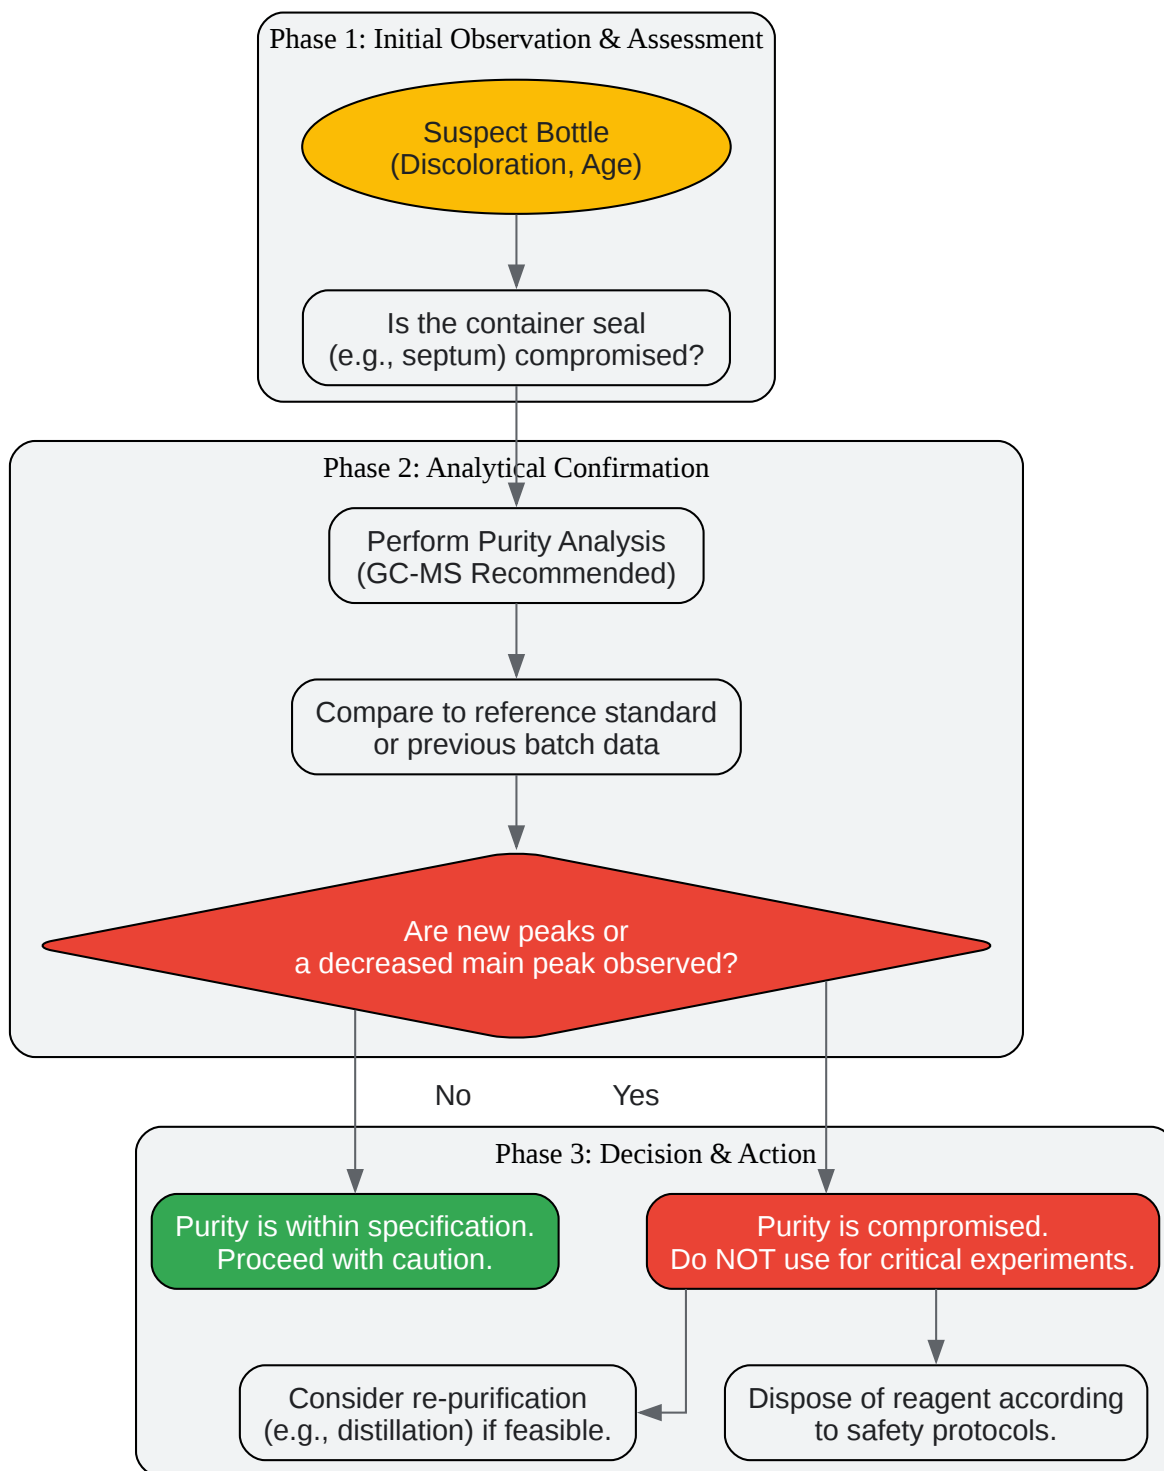 Phase 1: Initial Observation & Assessment
Suspect Bottle
(Discoloration, Age)
Is the container seal
(e.g., septum) compromised?
Phase 2: Analytical Confirmation
Perform Purity Analysis
(GC-MS Recommended)
Compare to reference standard
or previous batch data
Are new peaks or
a decreased main peak observed?
No
Yes
Phase 3: Decision & Action
Purity is within specification.
Proceed with caution.
Purity is compromised.
Do NOT use for critical experiments.
Consider re-purification
(e.g., distillation) if feasible.
Dispose of reagent according
to safety protocols.